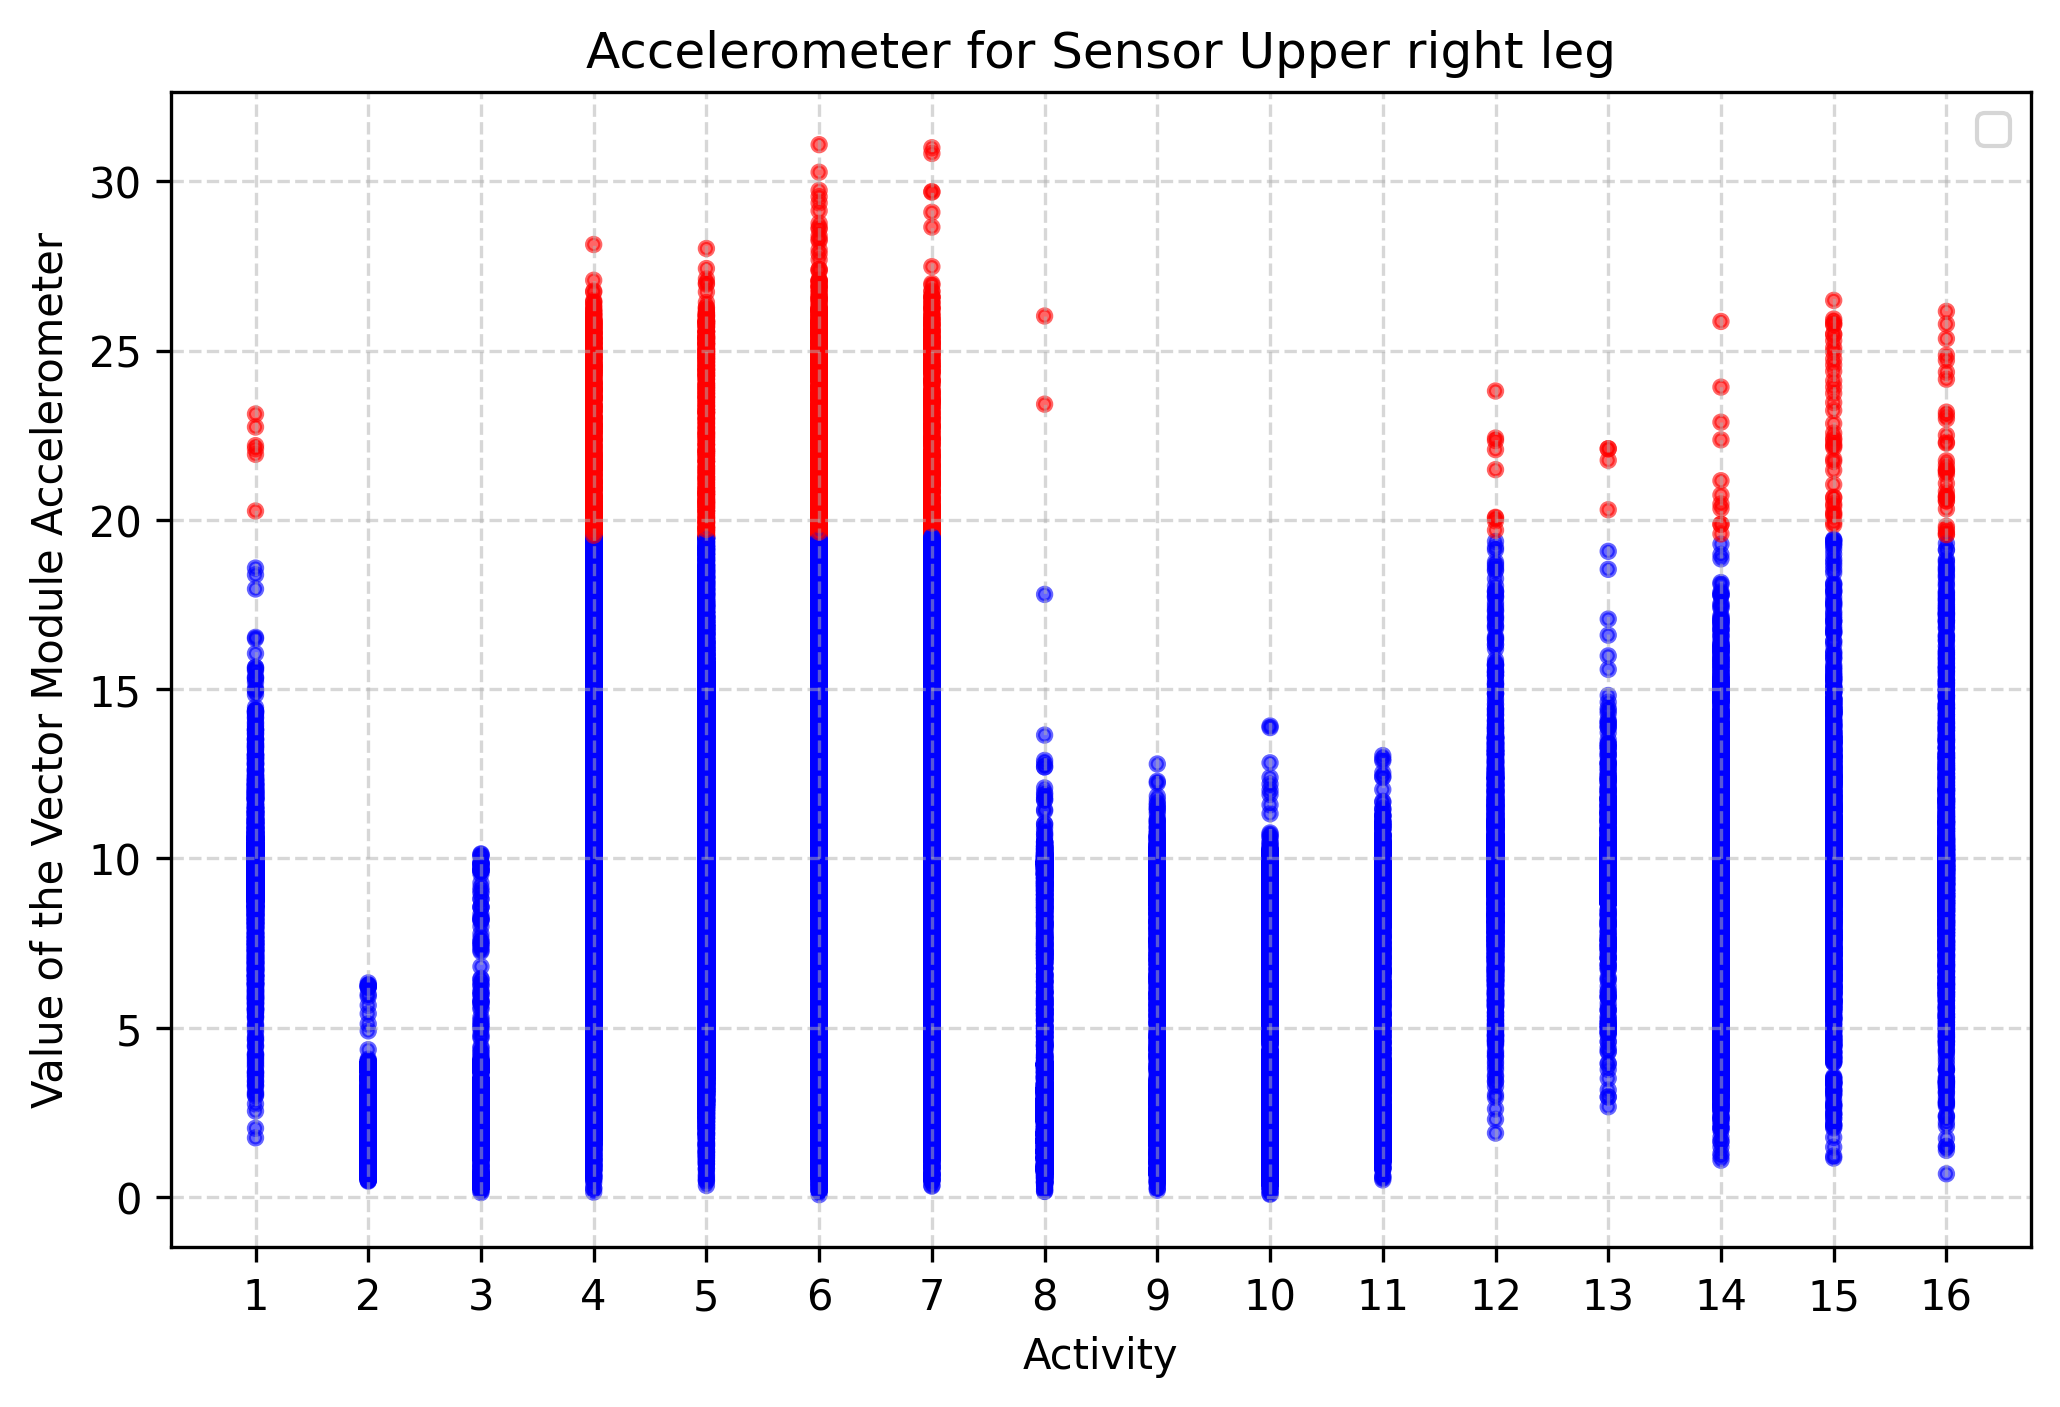 Accelerometer for Sensor Upper right leg
Value of the Vector Module Accelerometer
30
25
20
15
10
5
0
1 2 3 4 5 6 7 8 9 10 11 12 13 14 15 16
Activity